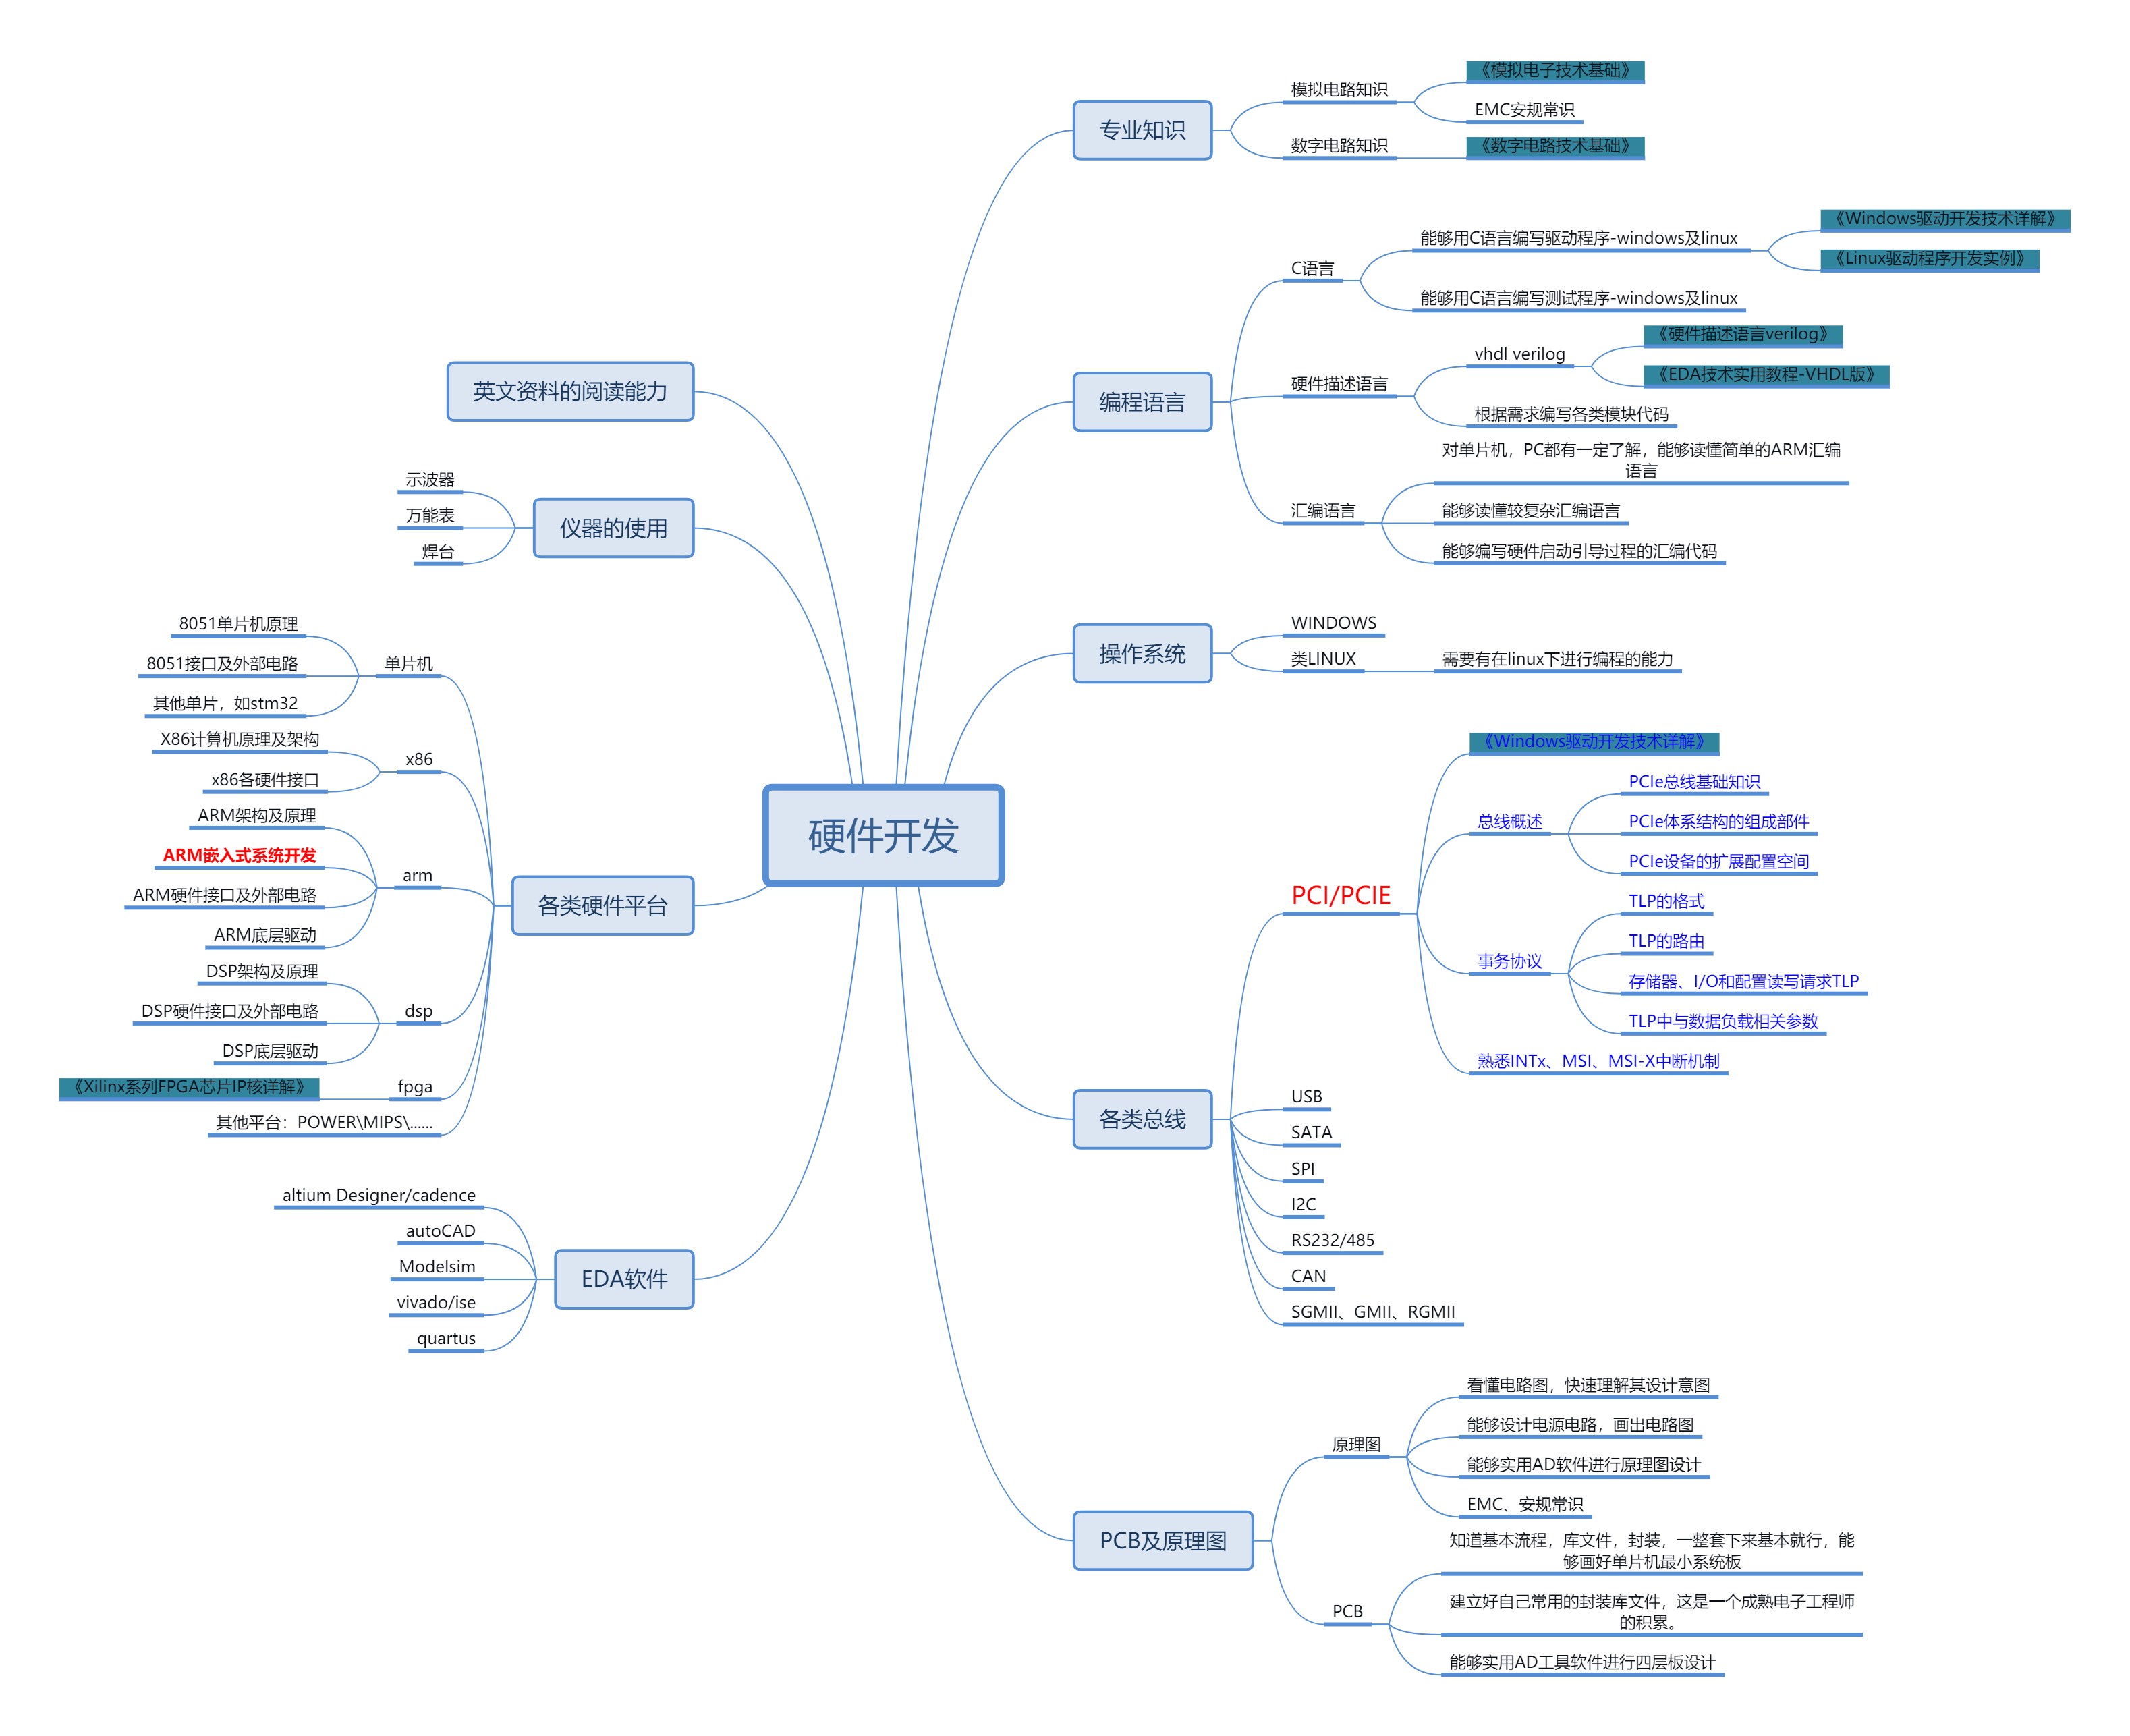 硬件开发
专业知识
模拟电路知识
《模拟电子技术基础》
EMC安规常识
数字电路知识
《数字电路技术基础》
编程语言
C语言
能够用C语言编写驱动程序-windows及linux
《Windows驱动开发技术详解》
《Linux驱动程序开发实例》
能够用C语言编写测试程序-windows及linux
硬件描述语言
vhdl verilog
《硬件描述语言verilog》
《EDA技术实用教程-VHDL版》
根据需求编写各类模块代码
汇编语言
对单片机，PC都有一定了解，能够读懂简单的ARM汇编
语言
能够读懂较复杂汇编语言
能够编写硬件启动引导过程的汇编代码
操作系统
WINDOWS
类LINUX
需要有在linux下进行编程的能力
各类总线
PCI/PCIE
《Windows驱动开发技术详解》
总线概述
PCIe总线基础知识
PCIe体系结构的组成部件
PCIe设备的扩展配置空间
事务协议
TLP的格式
TLP的路由
存储器、I/O和配置读写请求TLP
TLP中与数据负载相关参数
熟悉INTx、MSI、MSI-X中断机制
USB
SATA
SPI
I2C
RS232/485
CAN
SGMII、GMII、RGMII
PCB及原理图
原理图
看懂电路图，快速理解其设计意图
能够设计电源电路，画出电路图
能够实用AD软件进行原理图设计
EMC、安规常识
PCB
知道基本流程，库文件，封装，一整套下来基本就行，能
够画好单片机最小系统板
建立好自己常用的封装库文件，这是一个成熟电子工程师
的积累。
能够实用AD工具软件进行四层板设计
英文资料的阅读能力
仪器的使用
示波器
万能表
焊台
各类硬件平台
单片机
8051单片机原理
8051接口及外部电路
其他单片，如stm32
x86
X86计算机原理及架构
x86各硬件接口
arm
ARM架构及原理
ARM嵌入式系统开发
ARM硬件接口及外部电路
ARM底层驱动
dsp
DSP架构及原理
DSP硬件接口及外部电路
DSP底层驱动
fpga
《Xilinx系列FPGA芯片IP核详解》
其他平台：POWER\MIPS\......
EDA软件
altium Designer/cadence
autoCAD
Modelsim
vivado/ise
quartus